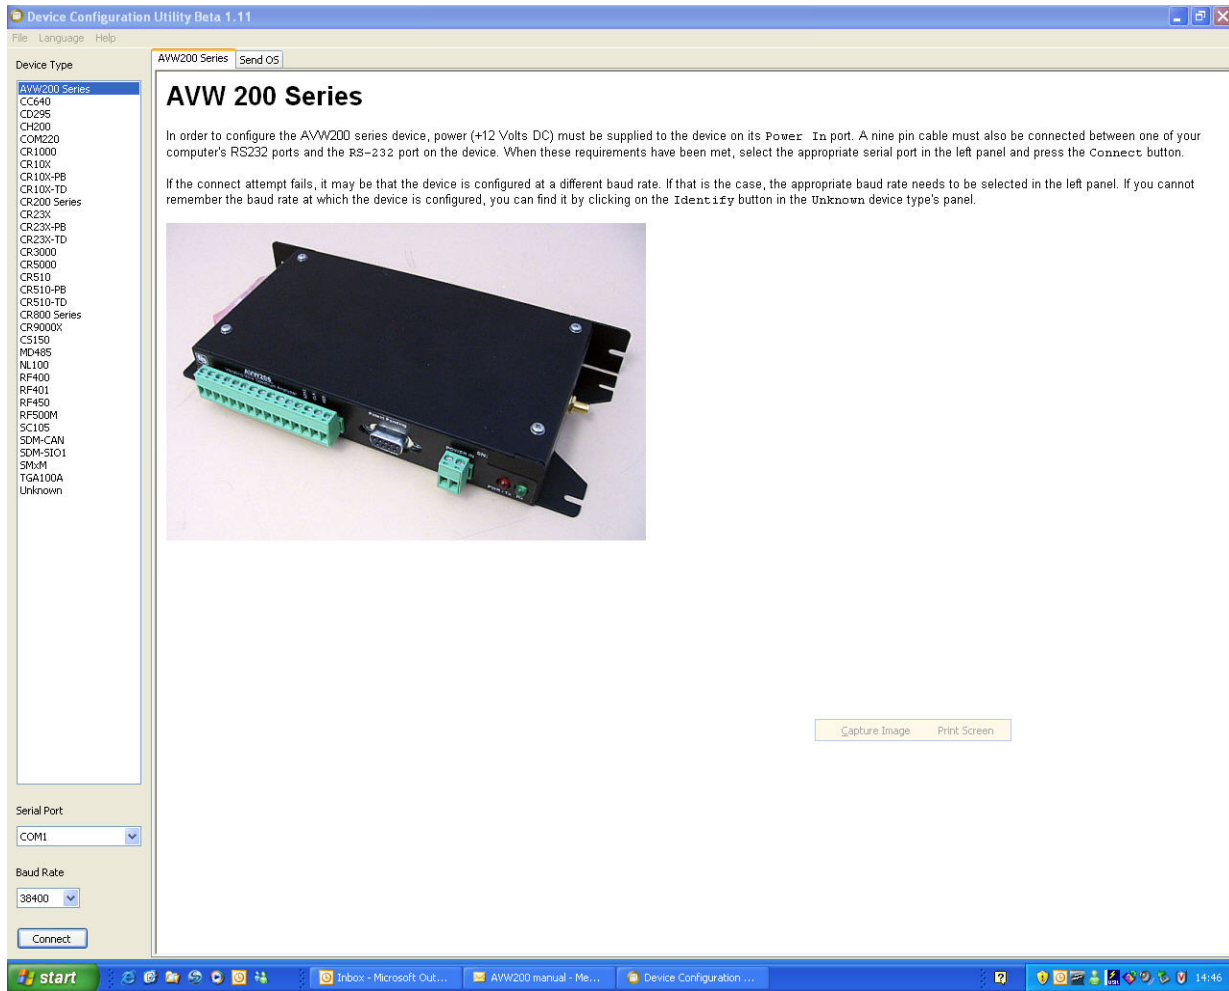 Device Configuration Utility Beta 1.11
File Language Help
Device Type
AVW200 Series
CC640
CD295
CH200
COM220
CR1000
CR10X
CR10X-PB
CR10X-TD
CR200 Series
CR23X
CR23X-PB
CR23X-TD
CR3000
CR5000
CR510
CR510-PB
CR510-TD
CR800 Series
CR9000X
CS150
MD485
NL100
RF400
RF401
RF450
RF500M
SC105
SDM-CAN
SDM-SIO1
SMxM
TGA100A
Unknown
Serial Port
COM1
Baud Rate
38400
Connect
AVW200 Series Send OS
AVW 200 Series
In order to configure the AVW200 series device, power (+12 Volts DC) must be supplied to the device on its Power In port. A nine pin cable must also be connected between one of your
computer's RS232 ports and the RS-232 port on the device. When these requirements have been met, select the appropriate serial port in the left panel and press the Connect button.
If the connect attempt fails, it may be that the device is configured at a different baud rate. If that is the case, the appropriate baud rate needs to be selected in the left panel. If you cannot
remember the baud rate at which the device is configured, you can find it by clicking on the Identify button in the Unknown device type's panel.
AVW206
Patent Pending
POWER IN SN:
PWR / Tx Rx
Capture Image Print Screen
start
Inbox - Microsoft Out...
AVW200 manual - Me...
Device Configuration ...
14:46